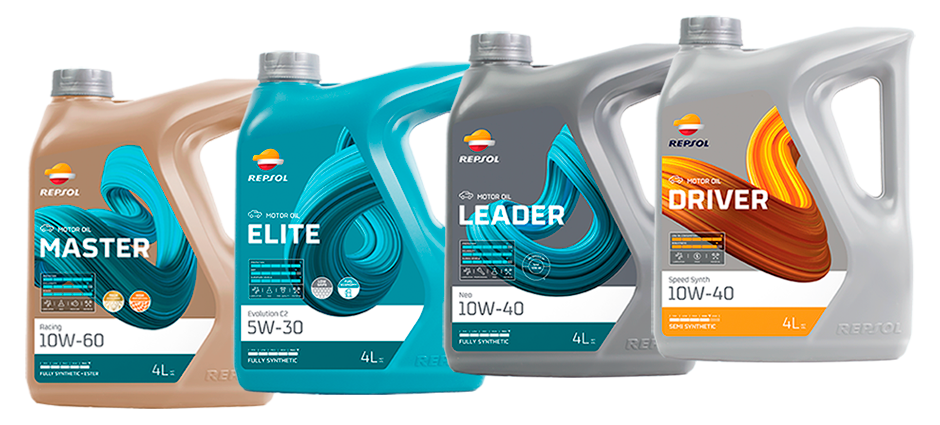 REPSOL
MOTOR OIL
MASTER
Racing
10W-60
4L
FULLY SYNTHETIC + ESTER
REPSOL
MOTOR OIL
ELITE
Evolution C2
5W-30
4L
FULLY SYNTHETIC
REPSOL
MOTOR OIL
LEADER
Neo
10W-40
4L
FULLY SYNTHETIC
REPSOL
MOTOR OIL
DRIVER
Speed Synth
10W-40
4L
SEMI SYNTHETIC
REPSOL